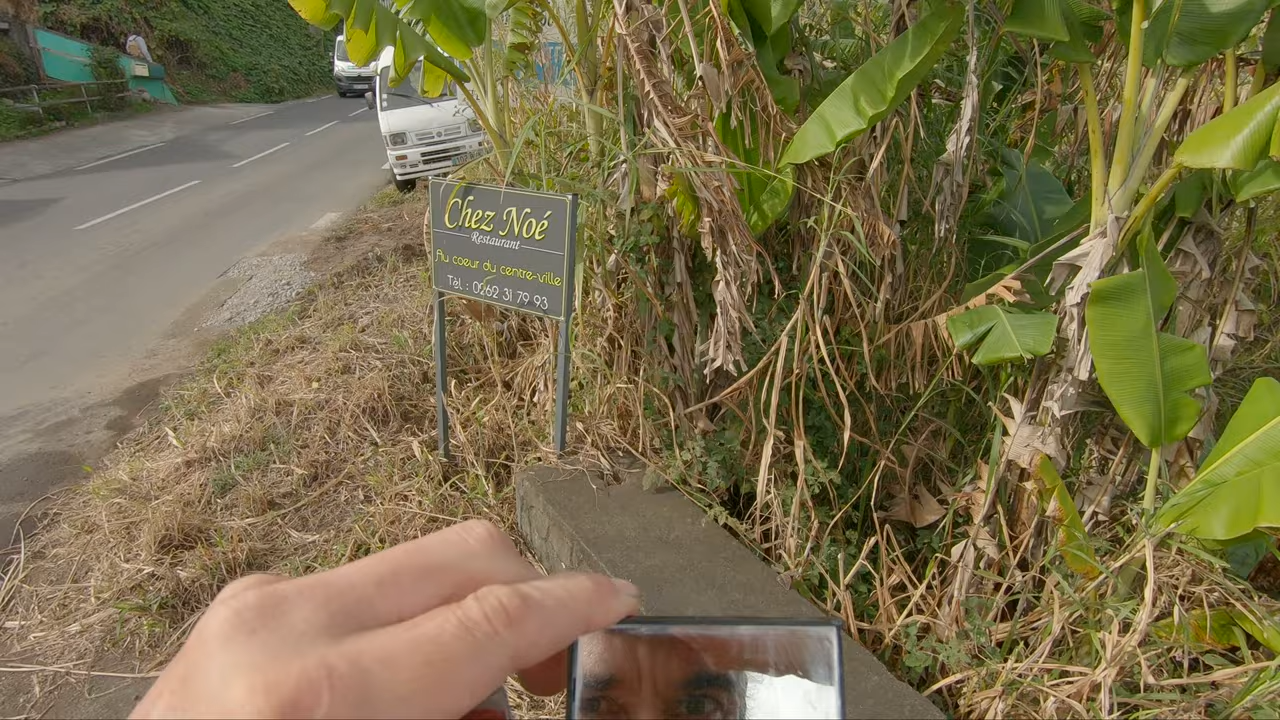 Chez Noé
Restaurant
Au coeur du centre-ville
Tél : 0262 31 79 93